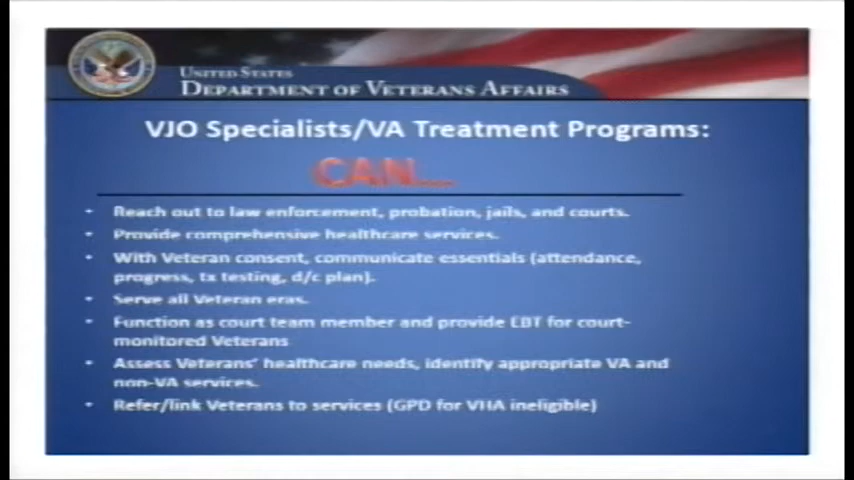 UNITED STATES
DEPARTMENT OF VETERANS AFFAIRS
VJO Specialists/VA Treatment Programs:
CAN....
• Reach out to law enforcement, probation, jails, and courts.
• Provide comprehensive healthcare services.
• With Veteran consent, communicate essentials (attendance,
progress, tx testing, d/c plan).
• Serve all Veteran eras.
• Function as court team member and provide EBT for court-
monitored Veterans
• Assess Veterans' healthcare needs, identify appropriate VA and
non-VA services.
• Refer/link Veterans to services (GPD for VHA ineligible)